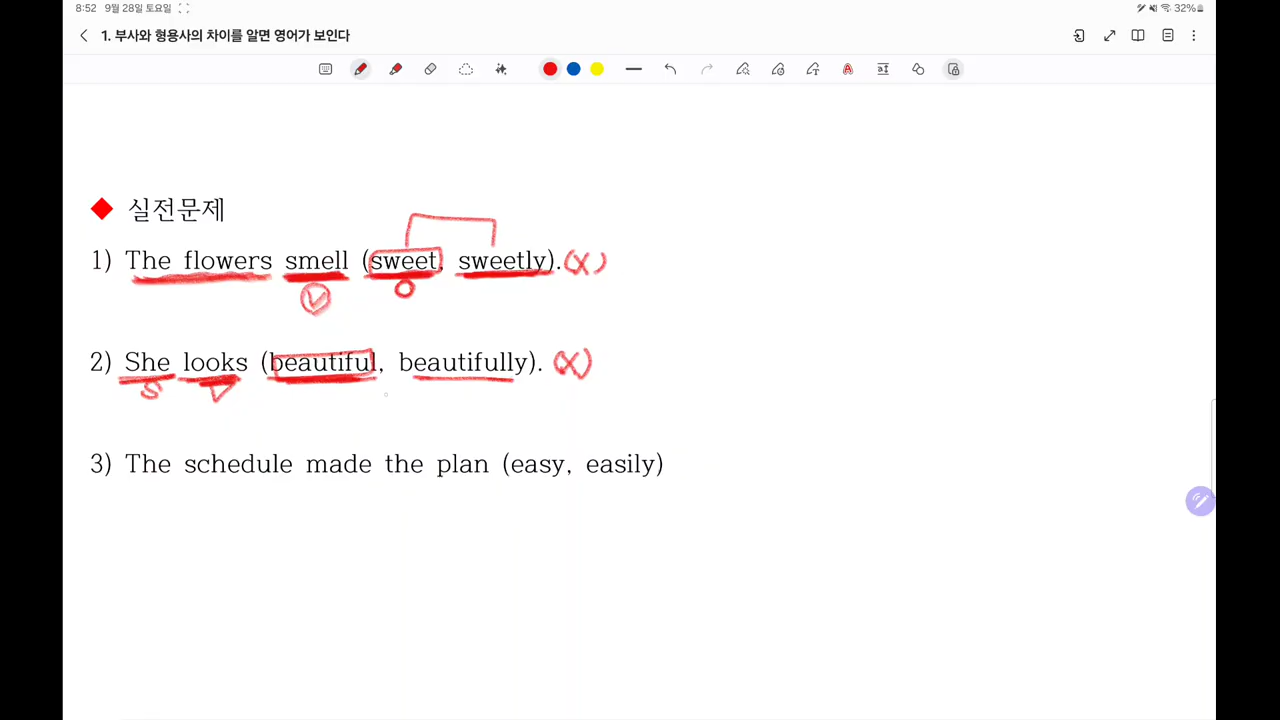 8:52 9월 28일 토요일 32%
1. 부사와 형용사의 차이를 알면 영어가 보인다
◆ 실전문제
1) The flowers smell (sweet, sweetly). (X)
V O
2) She looks (beautiful, beautifully). (X)
S V
3) The schedule made the plan (easy, easily)